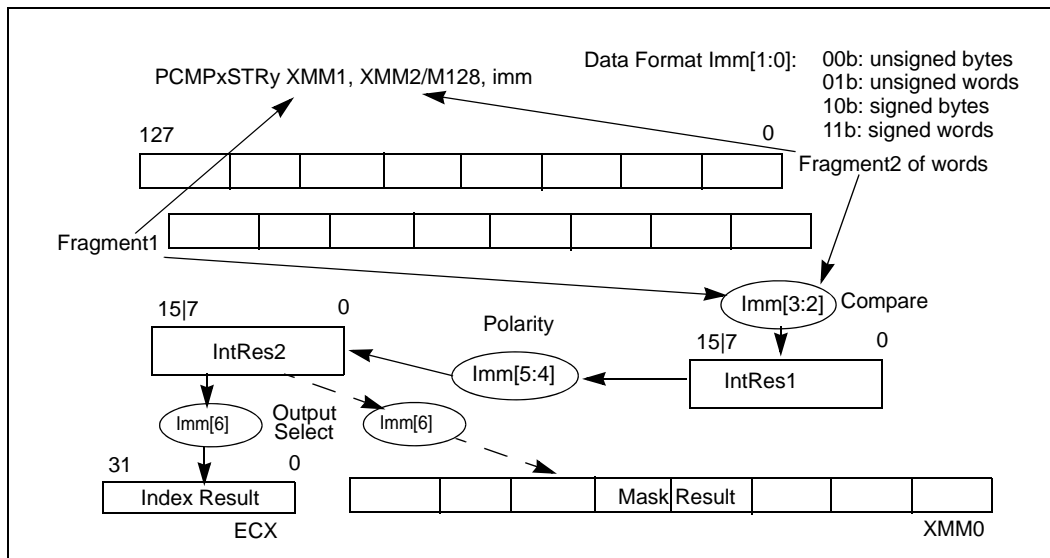 PCMPxSTRy XMM1, XMM2/M128, imm
Data Format Imm[1:0]:
00b: unsigned bytes
01b: unsigned words
10b: signed bytes
11b: signed words
127
0
Fragment2 of words
Fragment1
Imm[3:2]
Compare
15|7
0
Polarity
15|7
0
IntRes2
Imm[5:4]
IntRes1
Imm[6]
Output
Select
Imm[6]
31
0
Index Result
Mask Result
ECX
XMM0